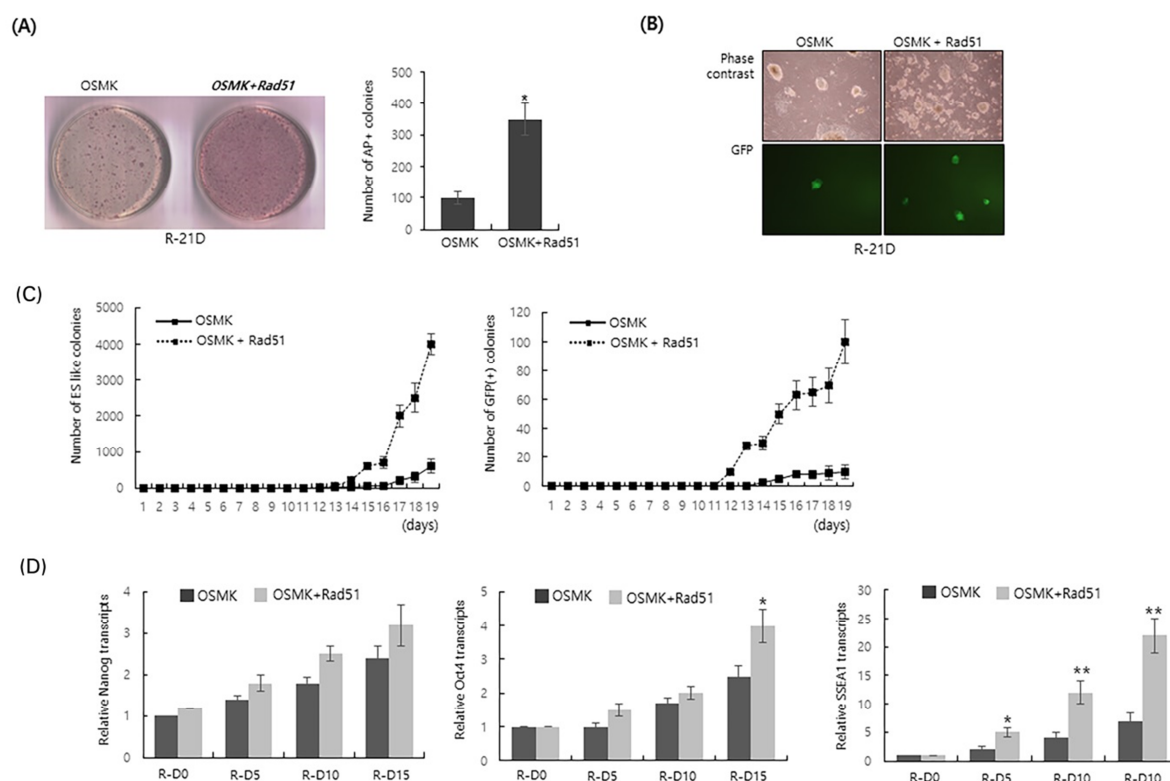 (A)
OSMK OSMK+Rad51
R-21D
Number of AP+ colonies
500
400
300
200
100
0
OSMK OSMK+Rad51
*
(B)
OSMK OSMK + Rad51
Phase
contrast
GFP
R-21D
(C)
Number of ES like colonies
5000
4000
3000
2000
1000
0
OSMK
OSMK + Rad51
1 2 3 4 5 6 7 8 9 10 11 12 13 14 15 16 17 18 19
(days)
Number of GFP(+) colonies
120
100
80
60
40
20
0
OSMK
OSMK + Rad51
1 2 3 4 5 6 7 8 9 10 11 12 13 14 15 16 17 18 19
(days)
(D)
Relative Nanog transcripts
4
3
2
1
0
OSMK OSMK+Rad51
R-D0 R-D5 R-D10 R-D15
Relative Oct4 transcripts
5
4
3
2
1
0
OSMK OSMK+Rad51
*
R-D0 R-D5 R-D10 R-D15
Relative SSEA1 transcripts
30
25
20
15
10
5
0
OSMK OSMK+Rad51
* ** **
R-D0 R-D5 R-D10 R-D10